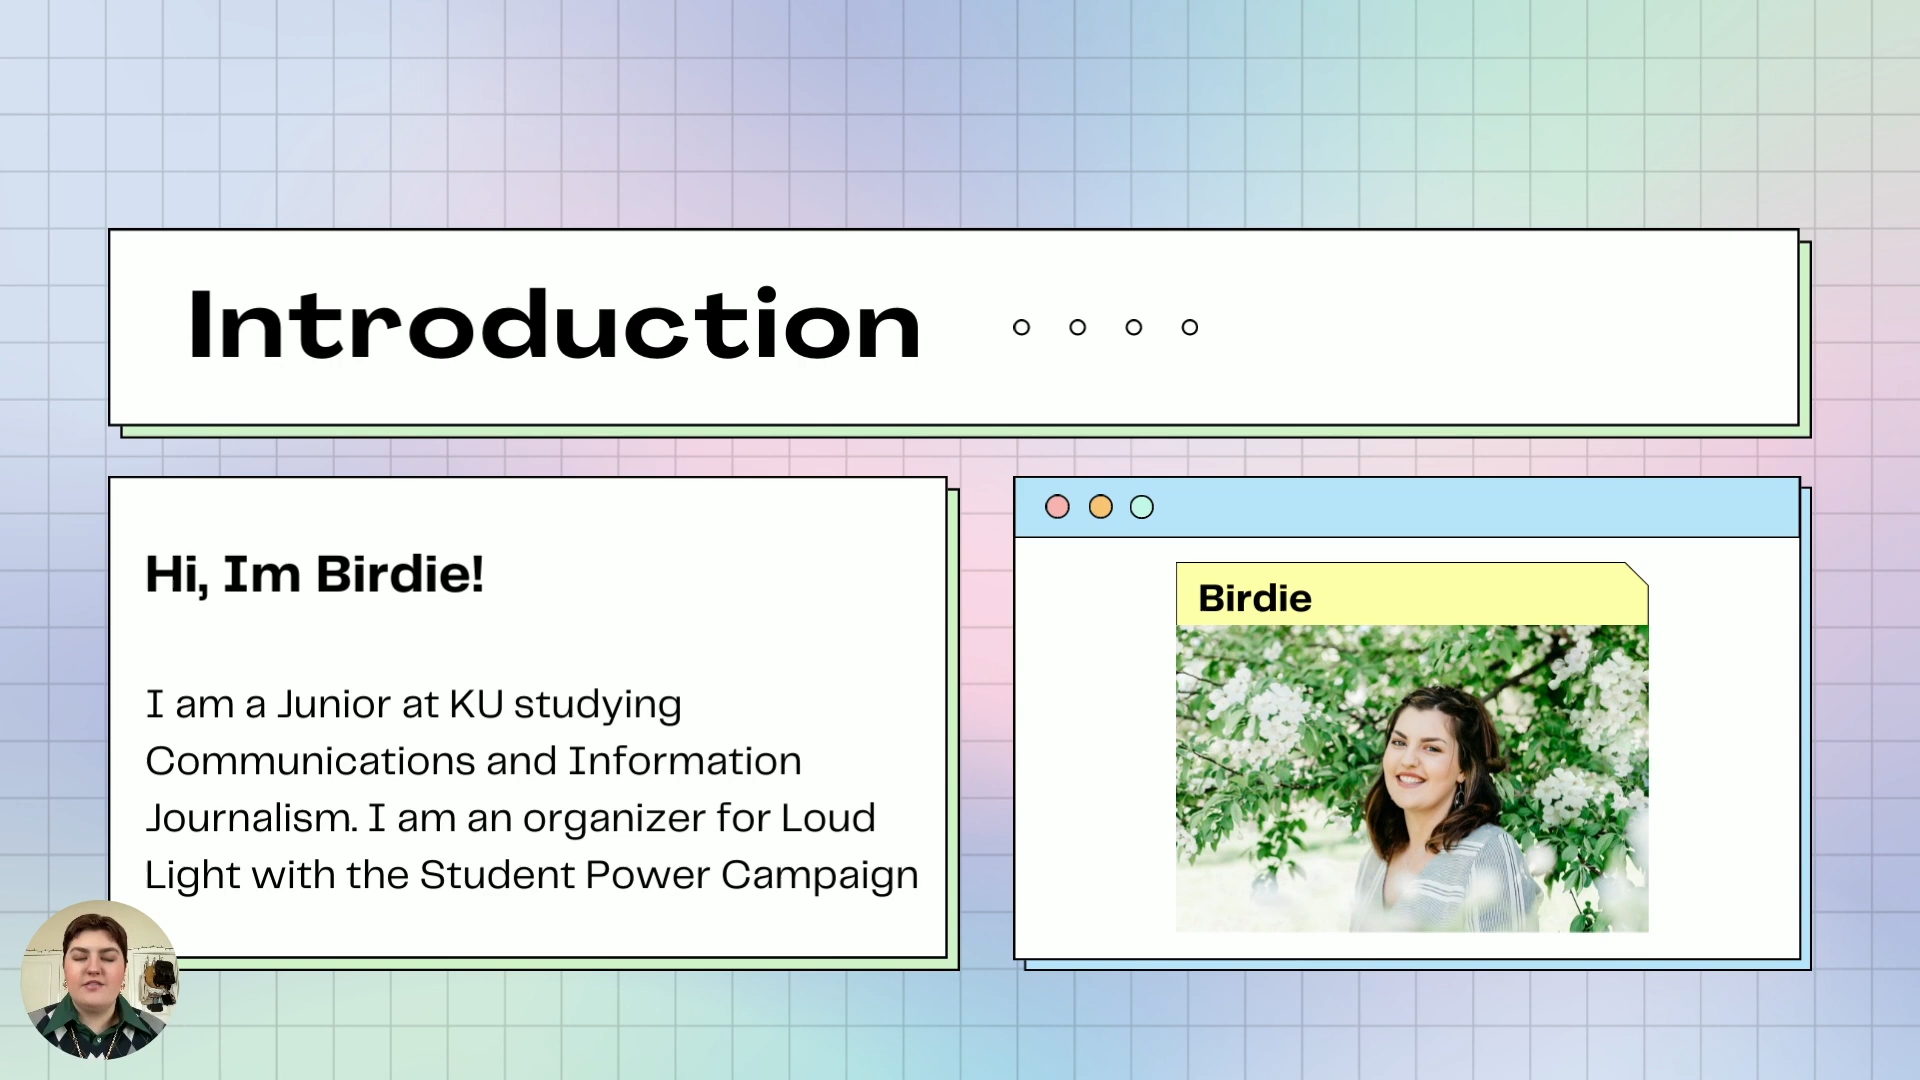 Introduction
Hi, Im Birdie!
I am a Junior at KU studying
Communications and Information
Journalism. I am an organizer for Loud
Light with the Student Power Campaign
Birdie